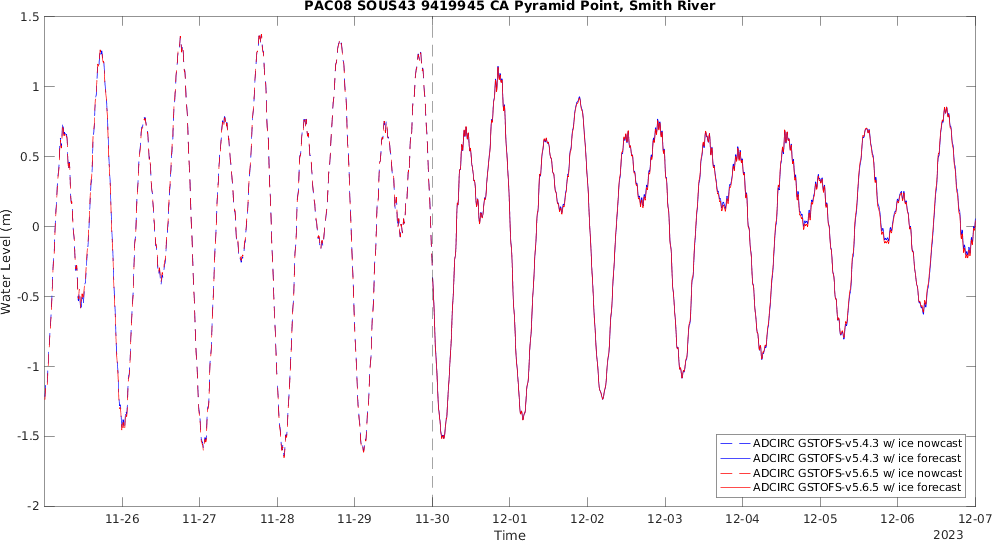 PAC08 SOUS43 9419945 CA Pyramid Point, Smith River
1.5
1
0.5
0
-0.5
-1
-1.5
-2
Water Level (m)
ADCIRC GSTOFS-v5.4.3 w/ ice nowcast
ADCIRC GSTOFS-v5.4.3 w/ ice forecast
ADCIRC GSTOFS-v5.6.5 w/ ice nowcast
ADCIRC GSTOFS-v5.6.5 w/ ice forecast
11-26 11-27 11-28 11-29 11-30 12-01 12-02 12-03 12-04 12-05 12-06 12-07
Time
2023